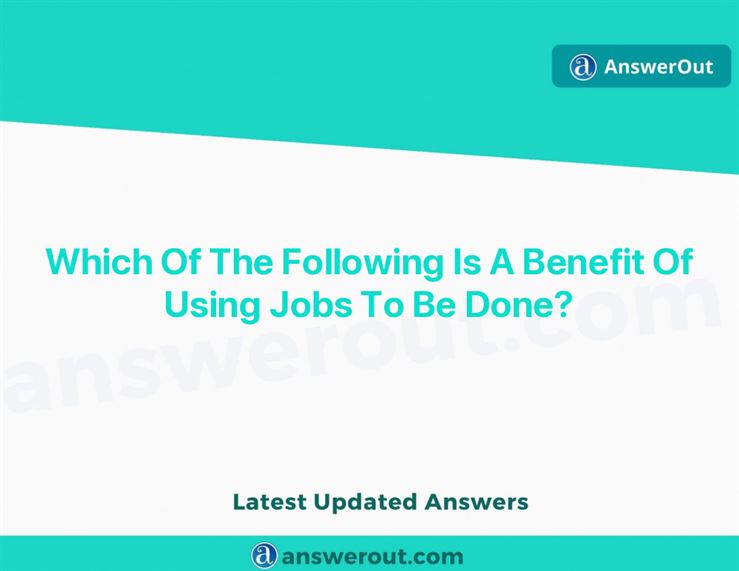 AnswerOut
Which Of The Following Is A Benefit Of
Using Jobs To Be Done?
answerout.com
Latest Updated Answers
answerout.com